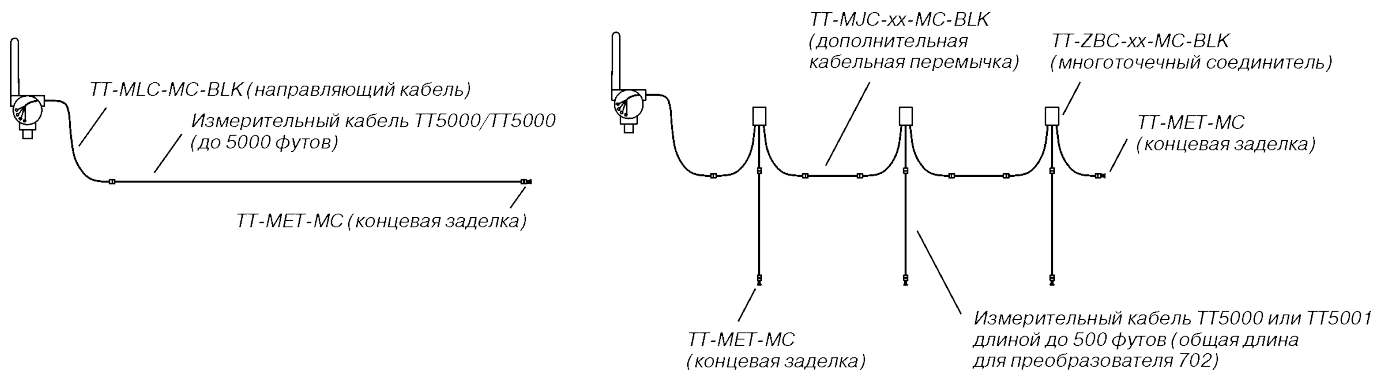 TT-MLC-MC-BLK (направляющий кабель)
Измерительный кабель TT5000/TT5000
(до 5000 футов)
TT-MET-MC (концевая заделка)
TT-MJC-xx-MC-BLK
(дополнительная
кабельная перемычка)
TT-ZBC-xx-MC-BLK
(многоточечный соединитель)
TT-MET-MC
(концевая заделка)
TT-MET-MC
(концевая заделка)
Измерительный кабель TT5000 или TT5001
длиной до 500 футов (общая длина
для преобразователя 702)